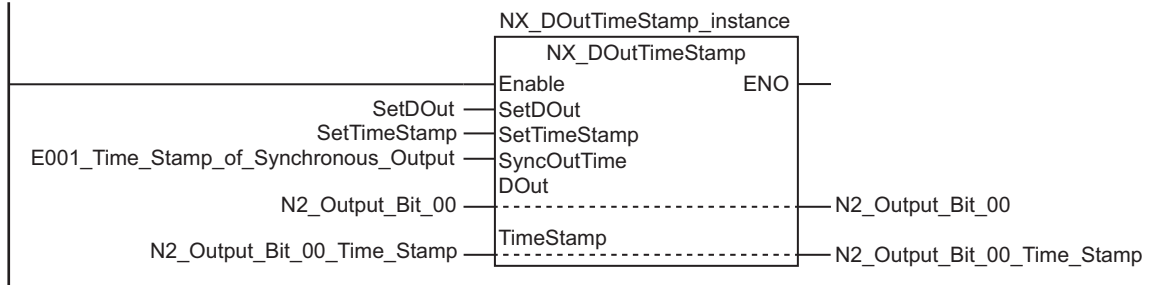 NX_DOutTimeStamp_instance
NX_DOutTimeStamp
Enable ENO
SetDOut SetDOut
SetTimeStamp SetTimeStamp
E001_Time_Stamp_of_Synchronous_Output SyncOutTime
DOut
N2_Output_Bit_00 N2_Output_Bit_00
TimeStamp
N2_Output_Bit_00_Time_Stamp N2_Output_Bit_00_Time_Stamp